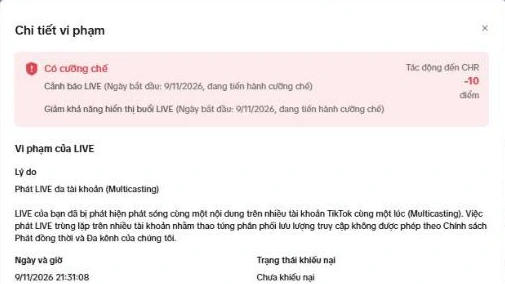 Chi tiết vi phạm
Có cưỡng chế
Tác động đến CHR
-10
điểm
Cảnh báo LIVE (Ngày bắt đầu: 9/11/2026, đang tiến hành cưỡng chế)
Giảm khả năng hiển thị buổi LIVE (Ngày bắt đầu: 9/11/2026, đang tiến hành cưỡng chế)
Vi phạm của LIVE
Lý do
Phát LIVE đa tài khoản (Multicasting)
LIVE của bạn đã bị phát hiện phát sóng cùng một nội dung trên nhiều tài khoản TikTok cùng một lúc (Multicasting). Việc
phát LIVE trùng lặp trên nhiều tài khoản nhằm thao túng phân phối lưu lượng truy cập không được phép theo Chính sách
Phát đồng thời và Đa kênh của chúng tôi.
Ngày và giờ
9/11/2026 21:31:08
Trạng thái khiếu nại
Chưa khiếu nại